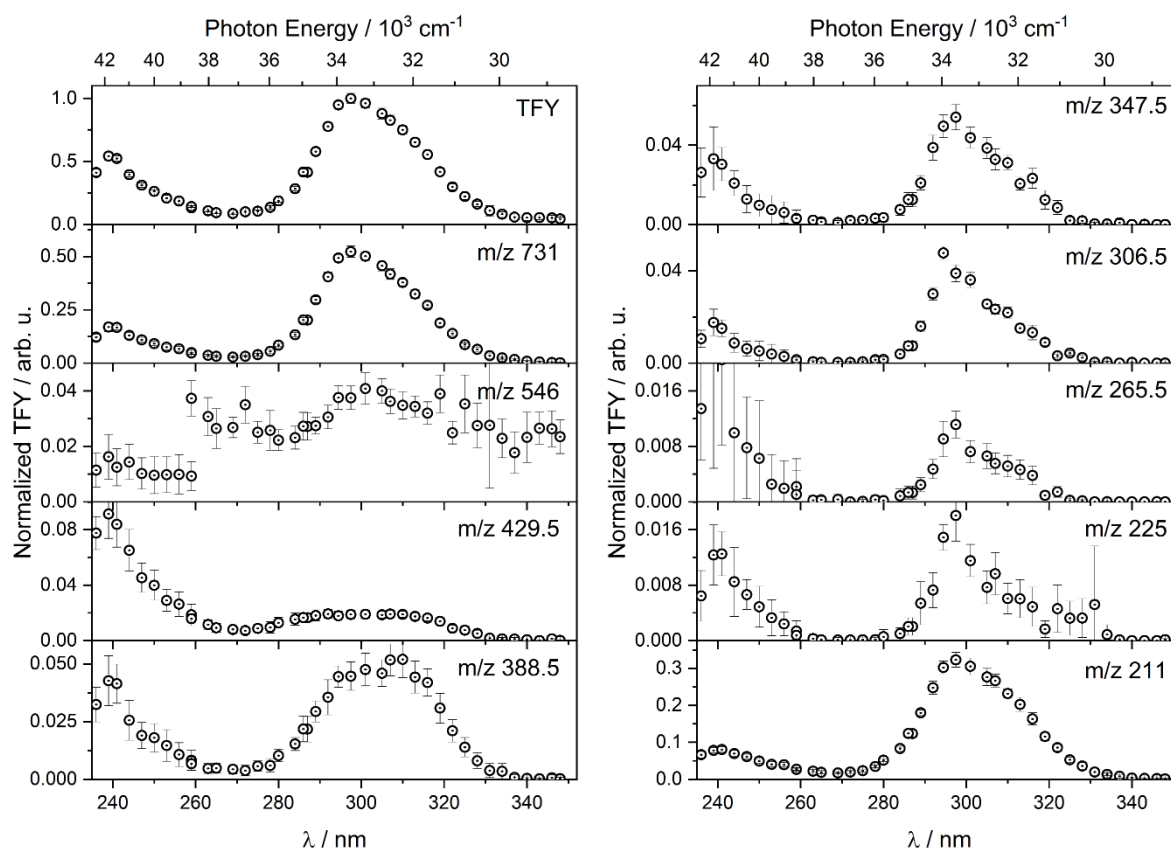 Photon Energy / 10³ cm⁻¹
42 40 38 36 34 32 30
Normalized TFY / arb. u.
TFY
1.0
0.5
0.0
m/z 731
0.50
0.25
0.00
m/z 546
0.04
0.02
0.00
m/z 429.5
0.08
0.04
0.00
m/z 388.5
0.050
0.025
0.000
240 260 280 300 320 340
λ / nm
Photon Energy / 10³ cm⁻¹
42 40 38 36 34 32 30
Normalized TFY / arb. u.
m/z 347.5
0.04
0.00
m/z 306.5
0.04
0.00
m/z 265.5
0.016
0.008
0.000
m/z 225
0.016
0.008
0.000
m/z 211
0.3
0.2
0.1
0.0
240 260 280 300 320 340
λ / nm